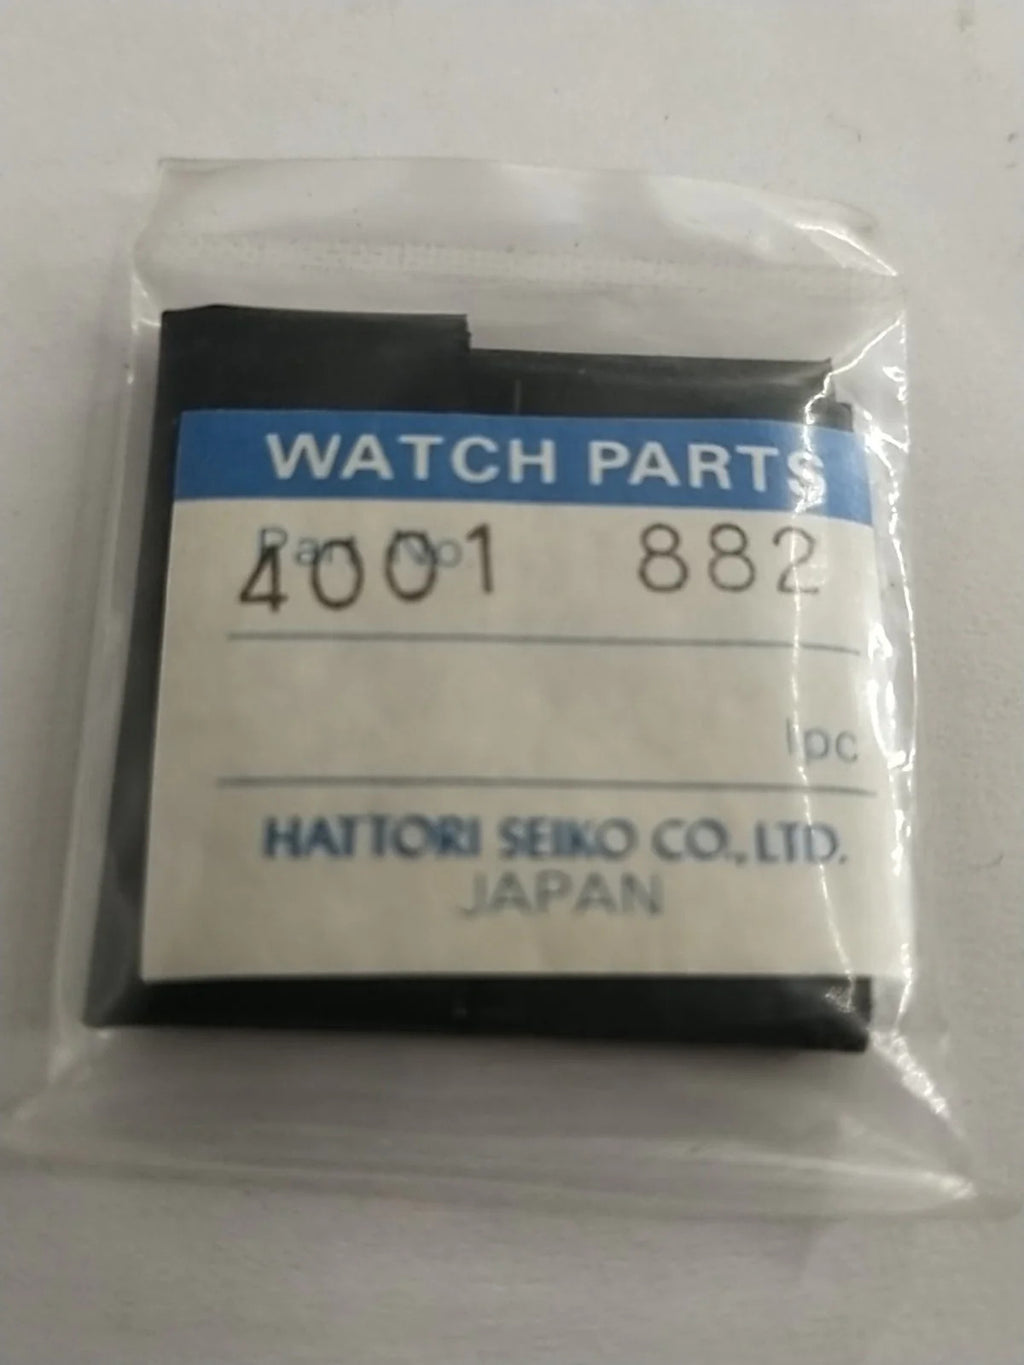 WATCH PARTS
Part No.
4001 882
1pc
HATTORI SEIKO CO., LTD.
JAPAN